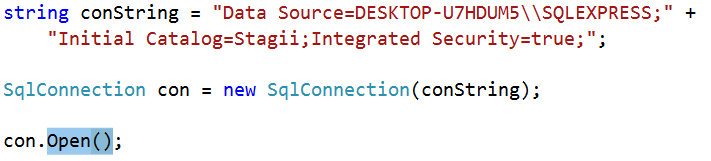 string conString = "Data Source=DESKTOP-U7HDUM5\\SQLEXPRESS;" +
"Initial Catalog=Stagii;Integrated Security=true;";
SqlConnection con = new SqlConnection(conString);
con.Open();